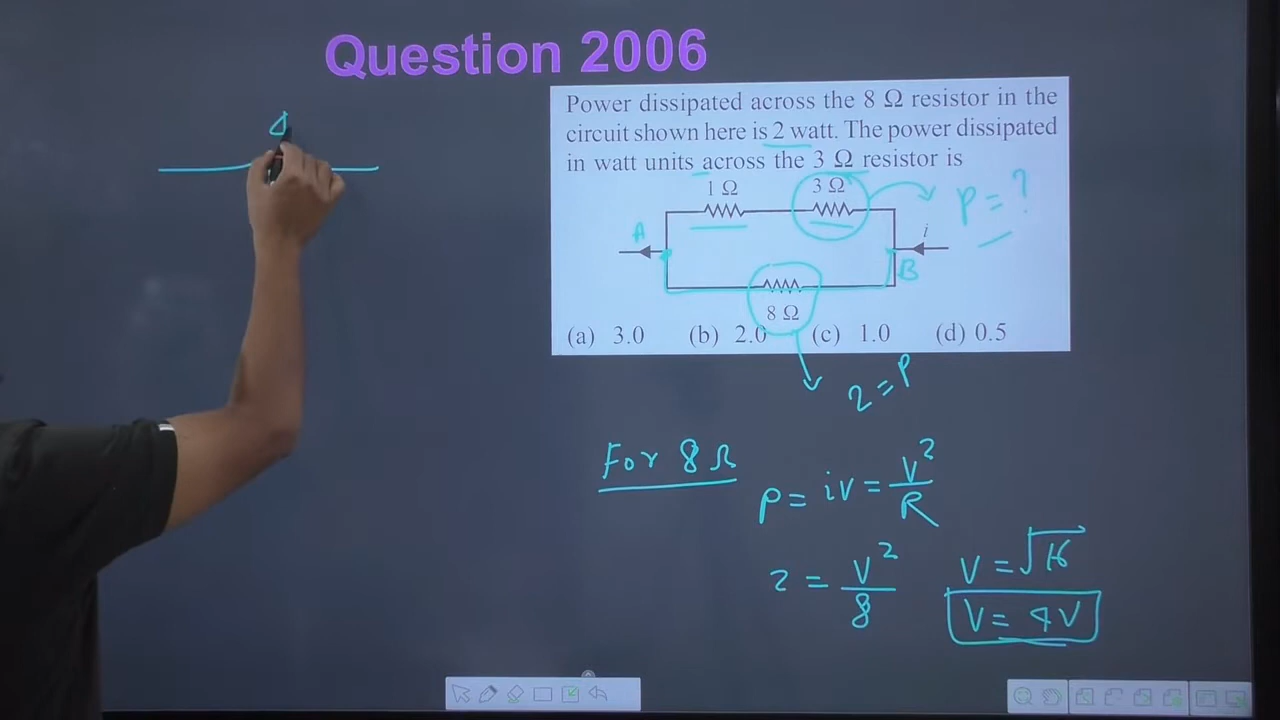 Question 2006
Power dissipated across the 8 Ω resistor in the
circuit shown here is 2 watt. The power dissipated
in watt units across the 3 Ω resistor is
1 Ω
3 Ω
P = ?
A
i
B
8 Ω
(a) 3.0 (b) 2.0 (c) 1.0 (d) 0.5
2 = P
For 8 Ω
P = iV = V²/R
2 = V²/8
V = √16
V = 4V